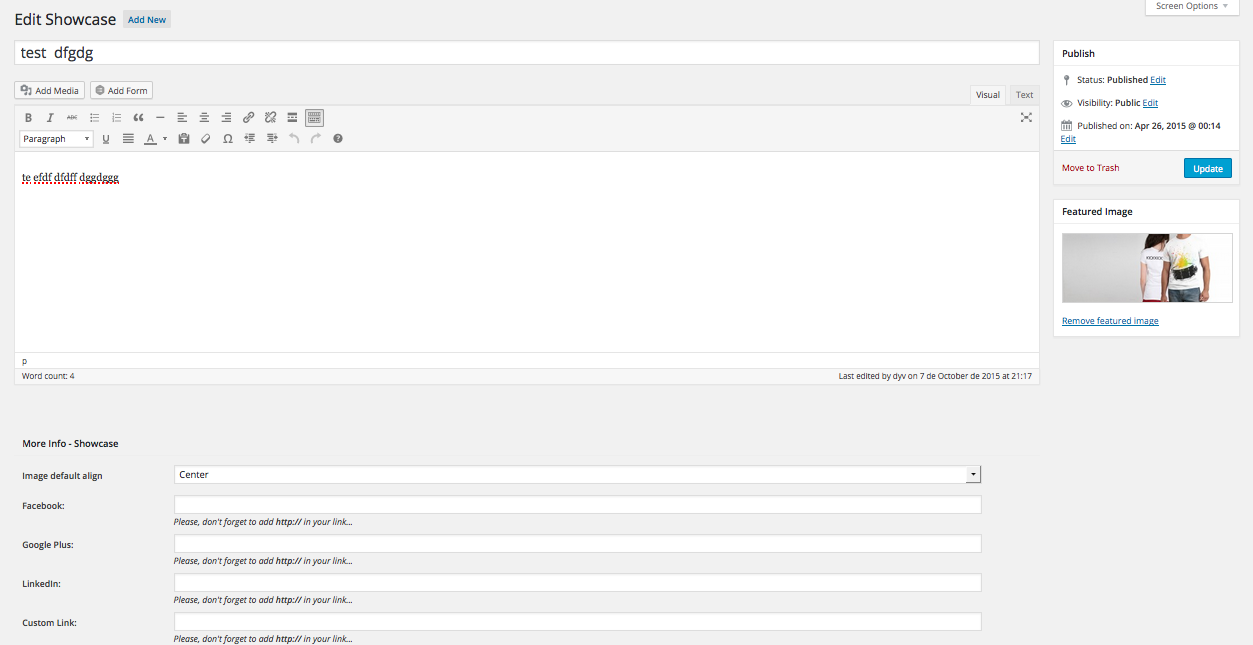 Screen Options
Edit Showcase Add New
test dfgdg
Add Media Add Form
Visual Text
B I ABC
Paragraph U A Ω
te efdf dfdff dggdggg
p
Word count: 4 Last edited by dyv on 7 de October de 2015 at 21:17
Publish
Status: Published Edit
Visibility: Public Edit
Published on: Apr 26, 2015 @ 00:14
Edit
Move to Trash Update
Featured Image
Remove featured image
More Info - Showcase
Image default align Center
Facebook:
Please, don't forget to add http:// in your link...
Google Plus:
Please, don't forget to add http:// in your link...
LinkedIn:
Please, don't forget to add http:// in your link...
Custom Link:
Please, don't forget to add http:// in your link...